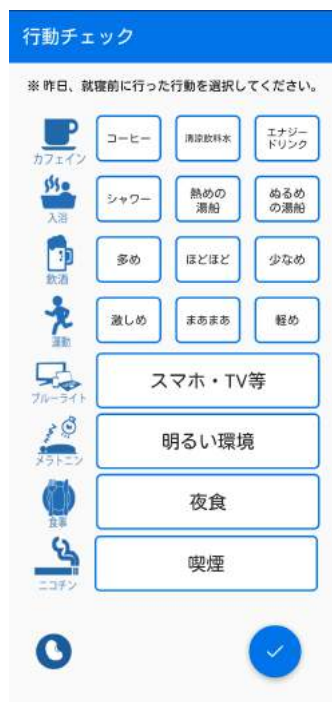 行動チェック
※ 昨日、就寝前に行った行動を選択してください。
カフェイン
コーヒー
清涼飲料水
エナジー
ドリンク
入浴
シャワー
熱めの
湯船
ぬるめ
の湯船
飲酒
多め
ほどほど
少なめ
運動
激しめ
まあまあ
軽め
ブルーライト
スマホ・TV等
メラトニン
明るい環境
食事
夜食
ニコチン
喫煙